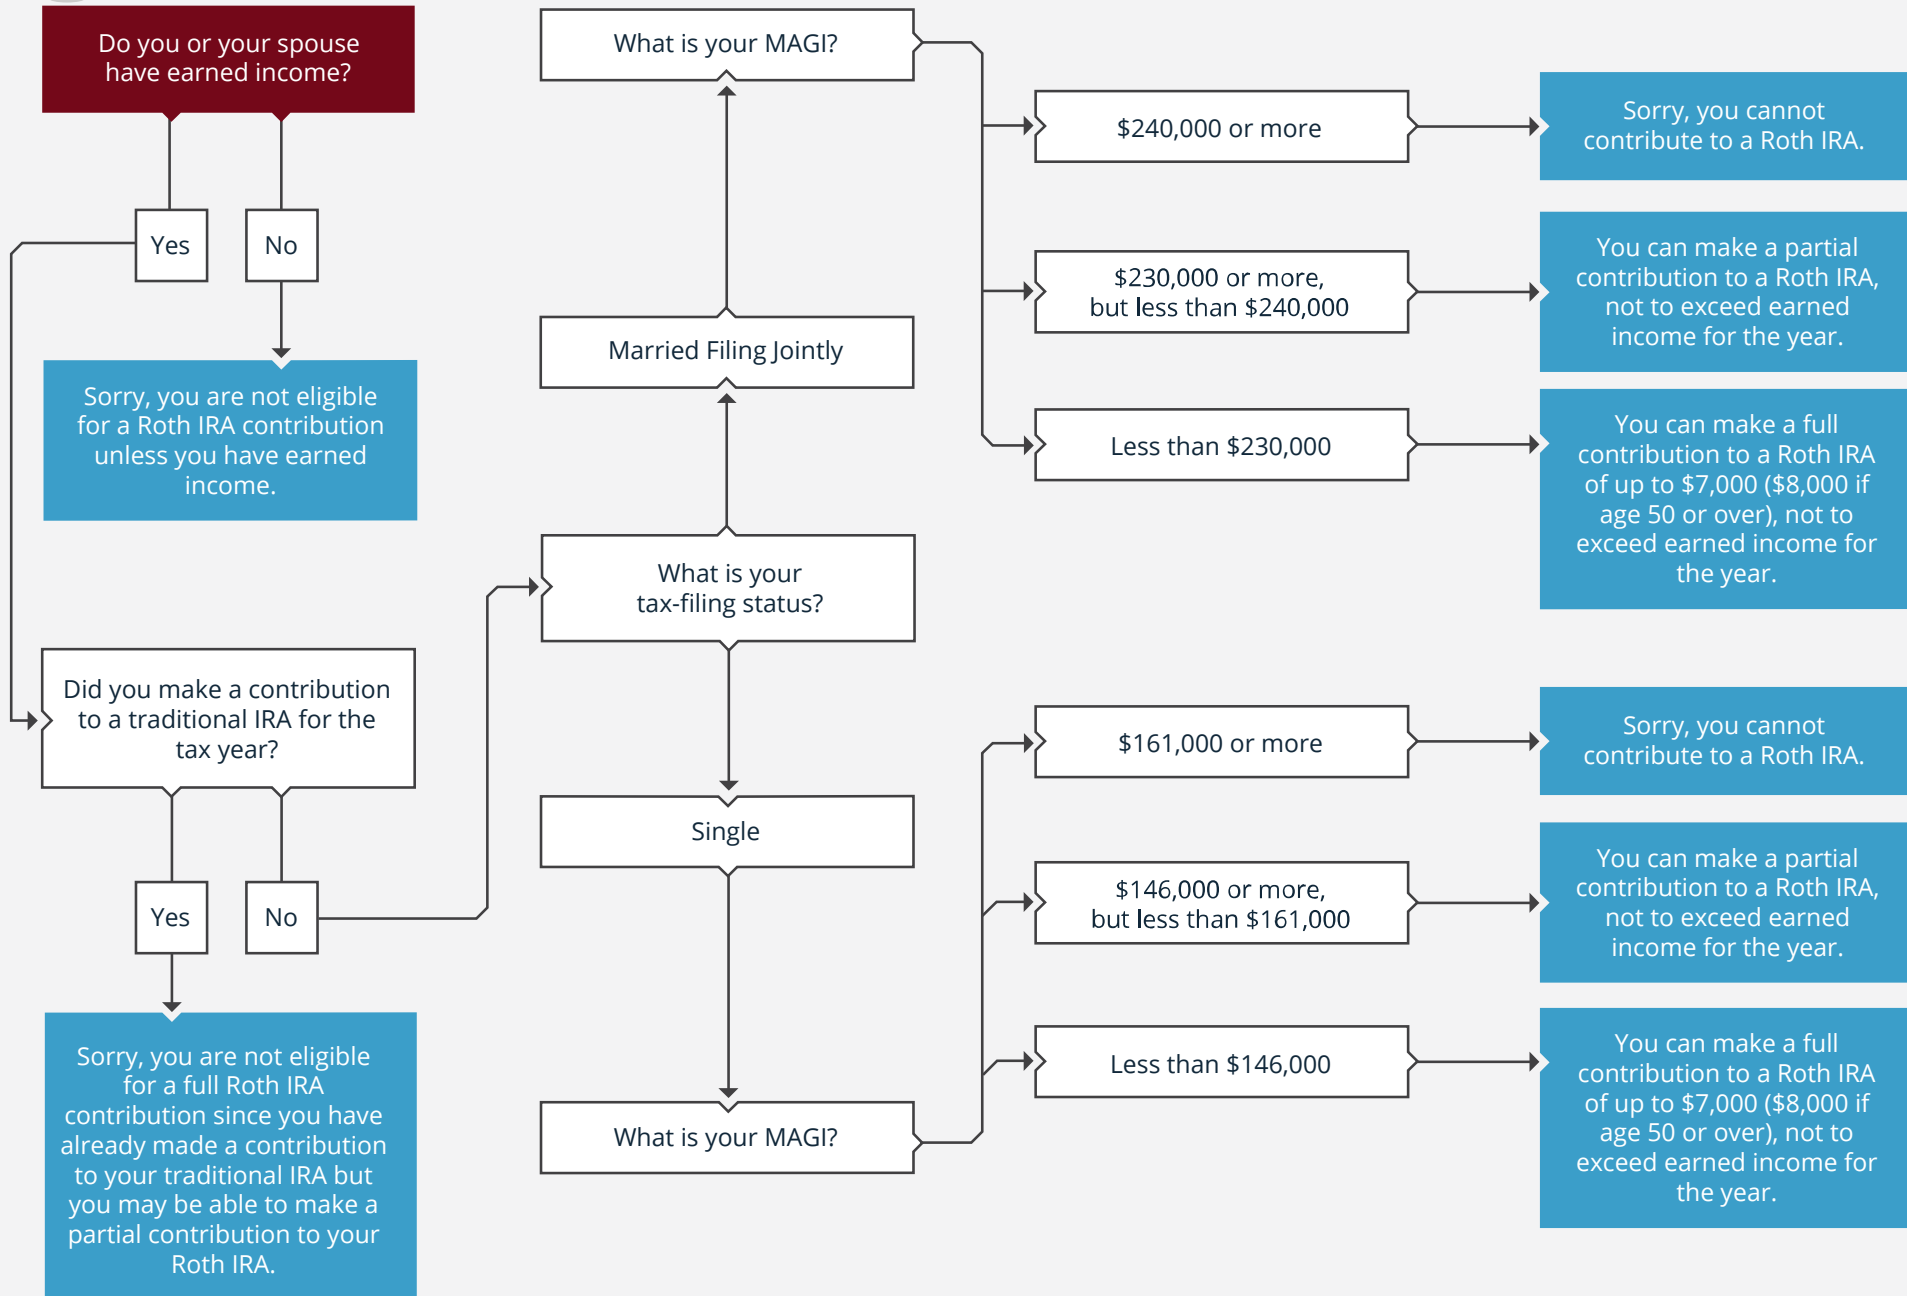 Do you or your spouse
have earned income?
Yes
No
Sorry, you are not eligible
for a Roth IRA contribution
unless you have earned
income.
Did you make a contribution
to a traditional IRA for the
tax year?
Yes
No
Sorry, you are not eligible
for a full Roth IRA
contribution since you have
already made a contribution
to your traditional IRA but
you may be able to make a
partial contribution to your
Roth IRA.
What is your
tax-filing status?
Married Filing Jointly
What is your MAGI?
$240,000 or more
Sorry, you cannot
contribute to a Roth IRA.
$230,000 or more,
but less than $240,000
You can make a partial
contribution to a Roth IRA,
not to exceed earned
income for the year.
Less than $230,000
You can make a full
contribution to a Roth IRA
of up to $7,000 ($8,000 if
age 50 or over), not to
exceed earned income for
the year.
Single
What is your MAGI?
$161,000 or more
Sorry, you cannot
contribute to a Roth IRA.
$146,000 or more,
but less than $161,000
You can make a partial
contribution to a Roth IRA,
not to exceed earned
income for the year.
Less than $146,000
You can make a full
contribution to a Roth IRA
of up to $7,000 ($8,000 if
age 50 or over), not to
exceed earned income for
the year.